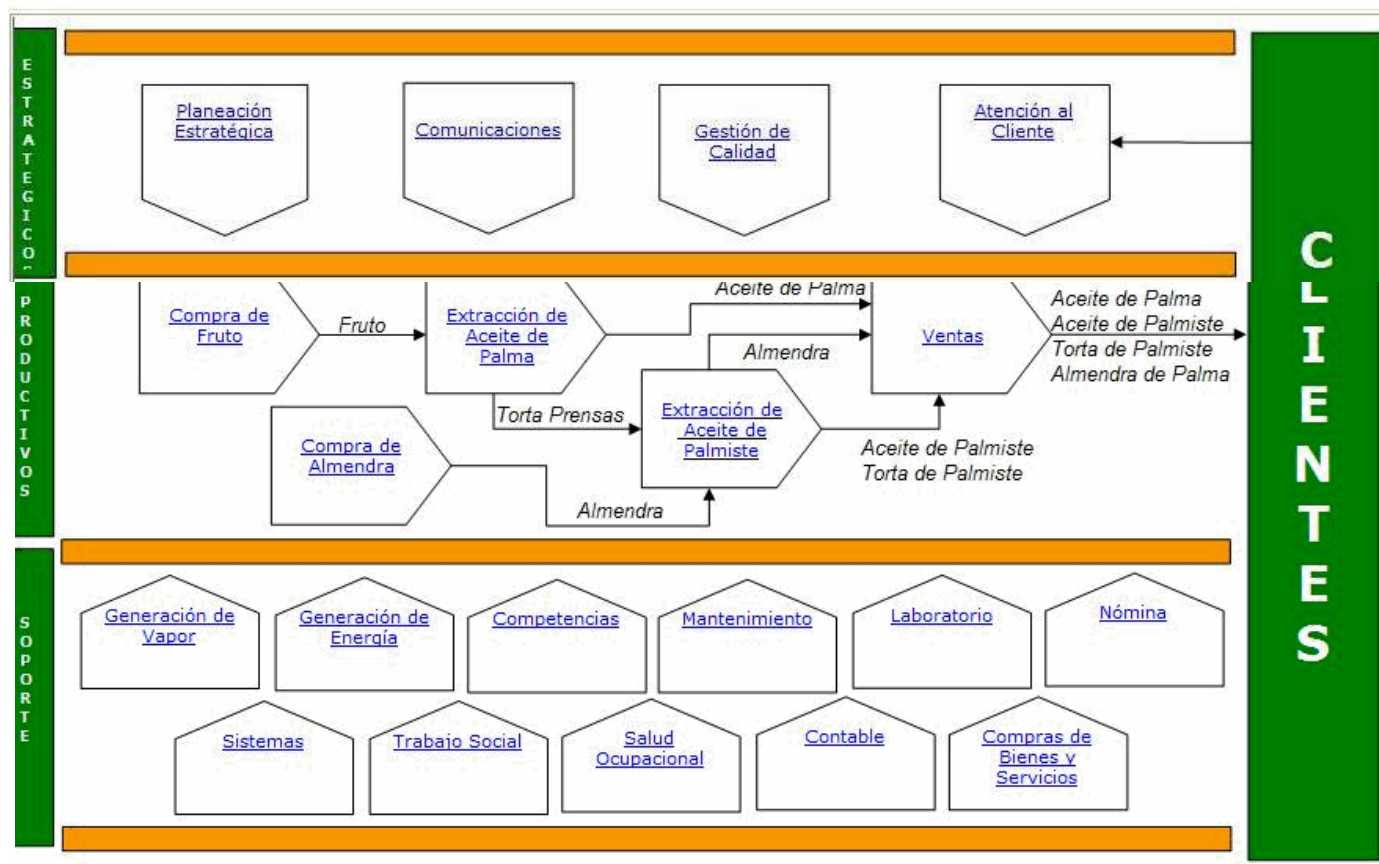 ESTRATEGICOS
Planeación
Estratégica
Comunicaciones
Gestión de
Calidad
Atención al
Cliente
CLIENTES
PRODUCTIVOS
Compra de
Fruto
Fruto
Extracción de
Aceite de
Palma
Aceite de Palma
Almendra
Ventas
Aceite de Palma
Aceite de Palmiste
Torta de Palmiste
Almendra de Palma
Torta Prensas
Extracción de
Aceite de
Palmiste
Compra de
Almendra
Almendra
Aceite de Palmiste
Torta de Palmiste
SOPORTE
Generación de
Vapor
Generación de
Energía
Competencias
Mantenimiento
Laboratorio
Nómina
Sistemas
Trabajo Social
Salud
Ocupacional
Contable
Compras de
Bienes y
Servicios